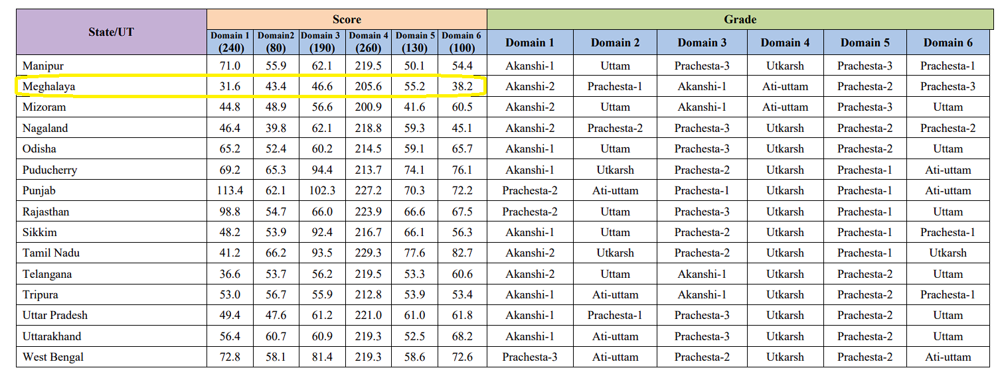 State/UT Score Grade
Domain 1 (240) Domain2 (80) Domain 3 (190) Domain 4 (260) Domain 5 (130) Domain 6 (100) Domain 1 Domain 2 Domain 3 Domain 4 Domain 5 Domain 6
Manipur 71.0 55.9 62.1 219.5 50.1 54.4 Akanshi-1 Uttam Prachesta-3 Utkarsh Prachesta-3 Prachesta-1
Meghalaya 31.6 43.4 46.6 205.6 55.2 38.2 Akanshi-2 Prachesta-1 Akanshi-1 Ati-uttam Prachesta-2 Prachesta-3
Mizoram 44.8 48.9 56.6 200.9 41.6 60.5 Akanshi-2 Uttam Akanshi-1 Ati-uttam Prachesta-3 Uttam
Nagaland 46.4 39.8 62.1 218.8 59.3 45.1 Akanshi-2 Prachesta-2 Prachesta-3 Utkarsh Prachesta-2 Prachesta-2
Odisha 65.2 52.4 60.2 214.5 59.1 65.7 Akanshi-1 Uttam Prachesta-3 Utkarsh Prachesta-2 Uttam
Puducherry 69.2 65.3 94.4 213.7 74.1 76.1 Akanshi-1 Utkarsh Prachesta-2 Utkarsh Prachesta-1 Ati-uttam
Punjab 113.4 62.1 102.3 227.2 70.3 72.2 Prachesta-2 Ati-uttam Prachesta-1 Utkarsh Prachesta-1 Ati-uttam
Rajasthan 98.8 54.7 66.0 223.9 66.6 67.5 Prachesta-2 Uttam Prachesta-3 Utkarsh Prachesta-1 Uttam
Sikkim 48.2 53.9 92.4 216.7 66.1 56.3 Akanshi-1 Uttam Prachesta-2 Utkarsh Prachesta-1 Prachesta-1
Tamil Nadu 41.2 66.2 93.5 229.3 77.6 82.7 Akanshi-2 Utkarsh Prachesta-2 Utkarsh Prachesta-1 Utkarsh
Telangana 36.6 53.7 56.2 219.5 53.3 60.6 Akanshi-2 Uttam Akanshi-1 Utkarsh Prachesta-2 Uttam
Tripura 53.0 56.7 55.9 212.8 53.9 53.4 Akanshi-1 Ati-uttam Akanshi-1 Utkarsh Prachesta-2 Prachesta-1
Uttar Pradesh 49.4 47.6 61.2 221.0 61.0 61.8 Akanshi-1 Prachesta-1 Prachesta-3 Utkarsh Prachesta-2 Uttam
Uttarakhand 56.4 60.7 60.9 219.3 52.5 68.2 Akanshi-1 Ati-uttam Prachesta-3 Utkarsh Prachesta-2 Uttam
West Bengal 72.8 58.1 81.4 219.3 58.6 72.6 Prachesta-3 Ati-uttam Prachesta-2 Utkarsh Prachesta-2 Ati-uttam